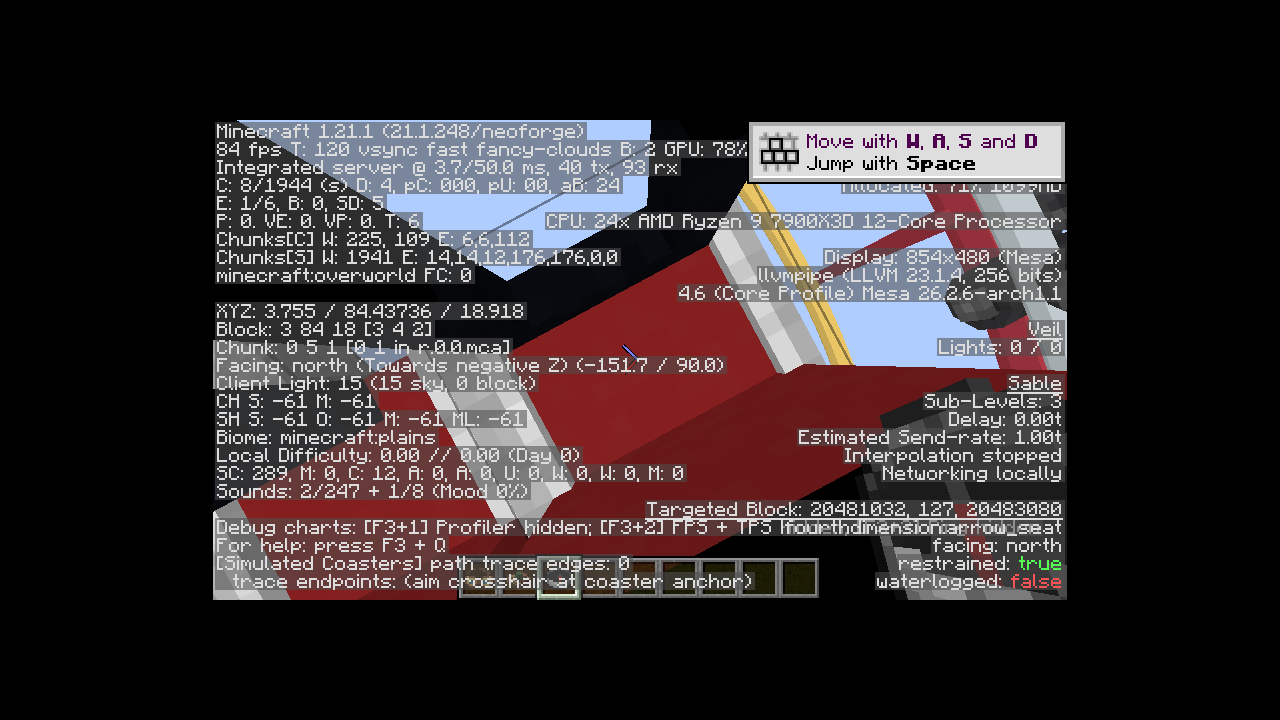 Minecraft 1.21.1 (21.1.248/neoforge)
84 fps T: 120 vsync fast fancy-clouds B: 2 GPU: 78%
Integrated server @ 3.7/50.0 ms, 40 tx, 93 rx
C: 8/1944 (s) D: 4, pC: 000, pU: 00, aB: 24
E: 1/6, B: 0, SD: 5
P: 0. VE: 0. VP: 0. T: 6
Chunks[C] W: 225, 109 E: 6,6,112
Chunks[S] W: 1941 E: 14,14,12,176,176,0,0
minecraft:overworld FC: 0
XYZ: 3.755 / 84.43736 / 18.918
Block: 3 84 18 [3 4 2]
Chunk: 0 5 1 [0 1 in r.0.0.mca]
Facing: north (Towards negative Z) (-151.7 / 90.0)
Client Light: 15 (15 sky, 0 block)
CH S: -61 M: -61
SH S: -61 O: -61 M: -61 ML: -61
Biome: minecraft:plains
Local Difficulty: 0.00 // 0.00 (Day 0)
SC: 289, M: 0, C: 12, A: 0, A: 0, U: 0, W: 0, W: 0, M: 0
Sounds: 2/247 + 1/8 (Mood 0%)
Debug charts: [F3+1] Profiler hidden; [F3+2] FPS + TPS
For help: press F3 + Q
[Simulated Coasters] path trace edges: 0
trace endpoints: (aim crosshair at coaster anchor)
Move with W, A, S and D
Jump with Space
Allocated:
CPU: 24x AMD Ryzen 9 7900X3D 12-Core Processor
Display: 854x480 (Mesa)
llvmpipe (LLVM 23.1.4, 256 bits)
4.6 (Core Profile) Mesa 26.2.6-arch1.1
Veil
Lights: 0 / 0
Sable
Sub-Levels: 3
Delay: 0.00t
Estimated Send-rate: 1.00t
Interpolation stopped
Networking locally
Targeted Block: 20481032, 127, 20483080
facing: north
restrained: true
waterlogged: false